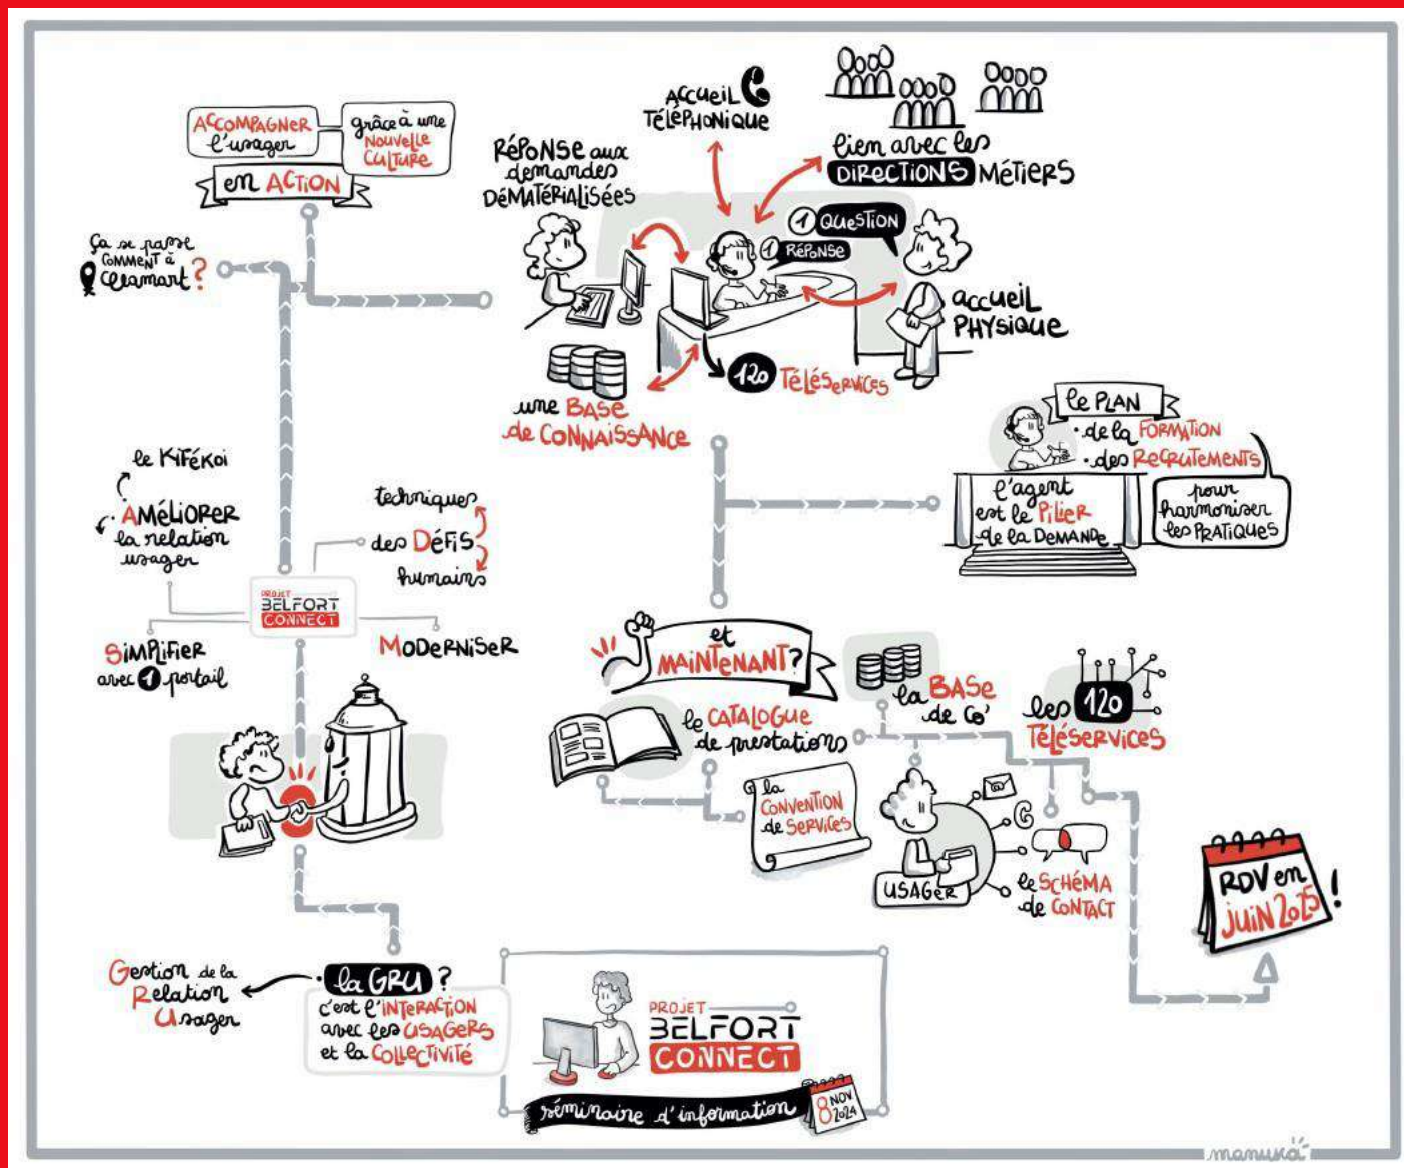 PROJET
BELFORT
CONNECT
séminaire d'information
8 NOV
2024
la GRU ?
c'est l'INTERACTION
avec les USAGERS
et la COLLECTIVITÉ
Gestion de la
Relation
Usager
PROJET
BELFORT
CONNECT
SIMPLIFIER
avec 1 portail
MODERNISER
AMÉLIORER
la relation
usager
le KiFéKoi
des DÉFIS
techniques
humains
ça se passe
COMMENT à
Clamart ?
ACCOMPAGNER
l'usager
grâce à une
NOUVELLE
CULTURE
en ACTION
RÉPONSE aux
demandes
DÉMATÉRIALISÉES
ACCUEIL
TÉLÉPHONIQUE
lien avec les
DIRECTIONS MÉTIERS
1 QUESTION
1 RÉPONSE
ACCUEIL
PHYSIQUE
120 TÉLÉSERVICES
une BASE
de CONNAISSANCE
le PLAN
• de la FORMATION
• des RECRUTEMENTS
l'agent
est le PILIER
de la DEMANDE
pour
harmoniser
les PRATIQUES
et
MAINTENANT ?
le CATALOGUE
de prestations
la
CONVENTION
de SERVICES
la BASE
de Co'
USAGER
les 120
TÉLÉSERVICES
le SCHÉMA
de CONTACT
RDV en
JUIN 2025 !
manuka